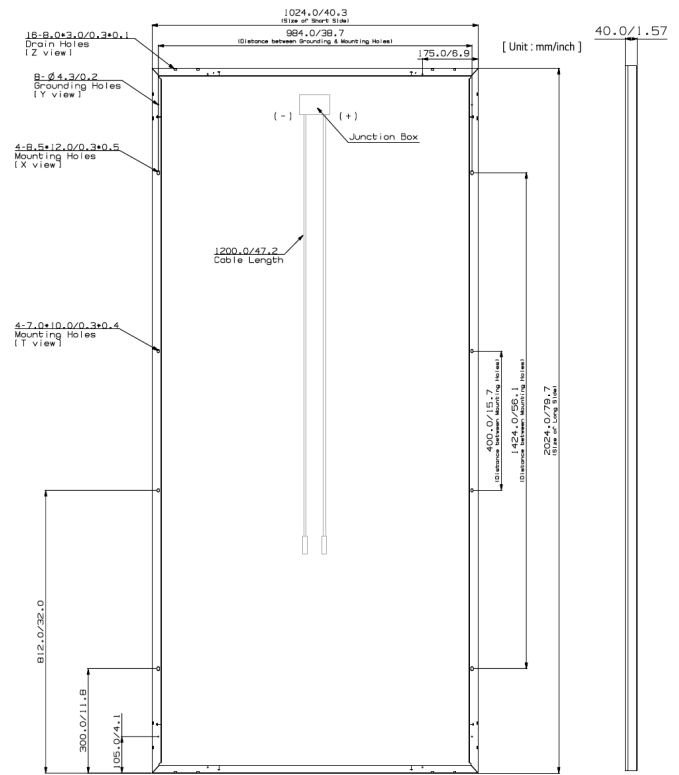 1024.0/40.3
(Size of Short Side)
984.0/38.7
(Distance between Grounding & Mounting Holes)
175.0/6.9
[ Unit : mm/inch ]
40.0/1.57
16-8.0*3.0/0.3*0.1
Drain Holes
[Z view]
8-Ø4.3/0.2
Grounding Holes
[Y view]
(-)
(+)
Junction Box
4-8.5*12.0/0.3*0.5
Mounting Holes
[X view]
1200.0/47.2
Cable Length
4-7.0*10.0/0.3*0.4
Mounting Holes
[T view]
400.0/15.7
(Distance between Mounting Holes)
1424.0/56.1
(Distance between Mounting Holes)
2024.0/79.7
(Size of Long Side)
812.0/32.0
300.0/11.8
105.0/4.1